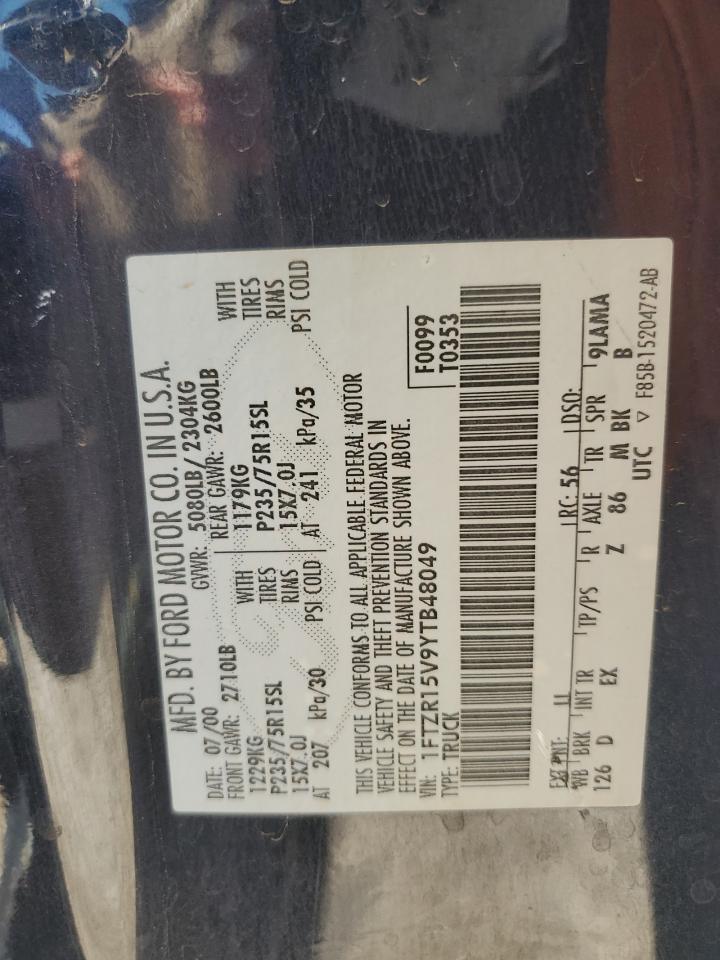 MFD. BY FORD MOTOR CO. IN U.S.A.
DATE: 07/00 GVWR: 5080LB / 2304KG
FRONT GAWR: 2710LB REAR GAWR: 2600LB
1229KG WITH 1179KG WITH
P235/75R15SL TIRES P235/75R15SL TIRES
15X7.0J RIMS 15X7.0J RIMS
AT 207 kPa/30 PSI COLD AT 241 kPa/35 PSI COLD
THIS VEHICLE CONFORMS TO ALL APPLICABLE FEDERAL MOTOR
VEHICLE SAFETY AND THEFT PREVENTION STANDARDS IN
EFFECT ON THE DATE OF MANUFACTURE SHOWN ABOVE.
VIN: 1FTZR15V9YTB48049 F0099
TYPE: TRUCK T0353
EXT PNT: LL RC: 56 DSO:
WB BRK INT TR TP/PS R AXLE TR SPR 9LAMA
126 D EX Z 86 M BK B
UTC ▽ F85B-1520472-AB